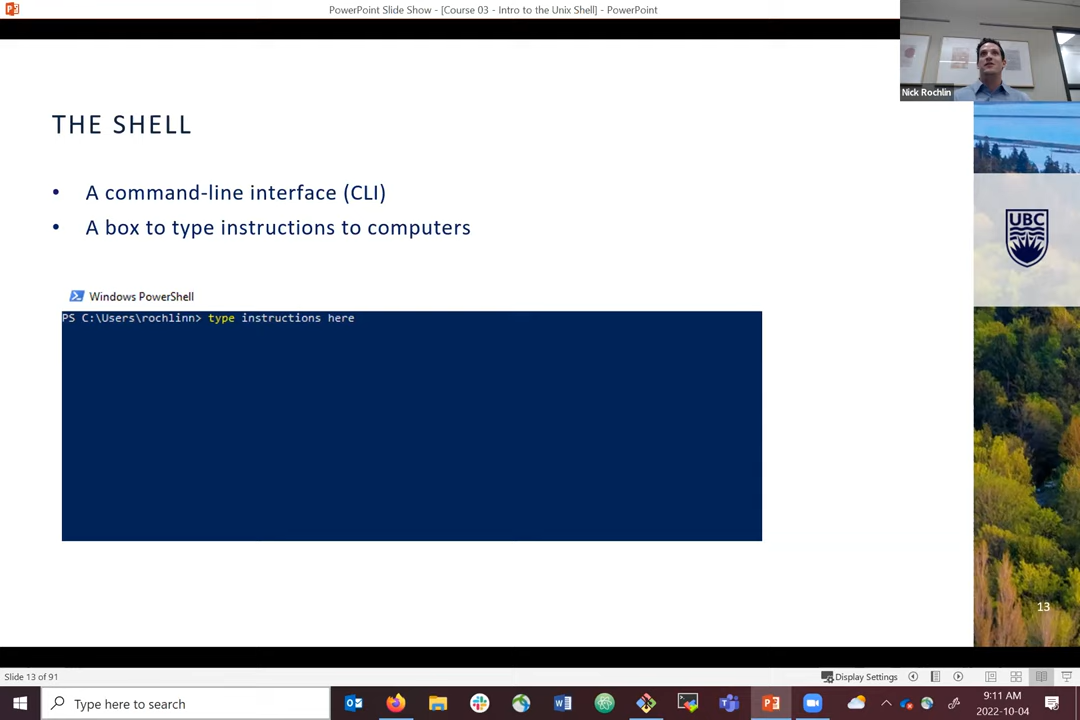 PowerPoint Slide Show - [Course 03 - Intro to the Unix Shell] - PowerPoint
Nick Rochlin
THE SHELL
• A command-line interface (CLI)
• A box to type instructions to computers
UBC
Windows PowerShell
PS C:\Users\rochlinn> type instructions here
13
Slide 13 of 91
Display Settings
Type here to search
9:11 AM
2022-10-04